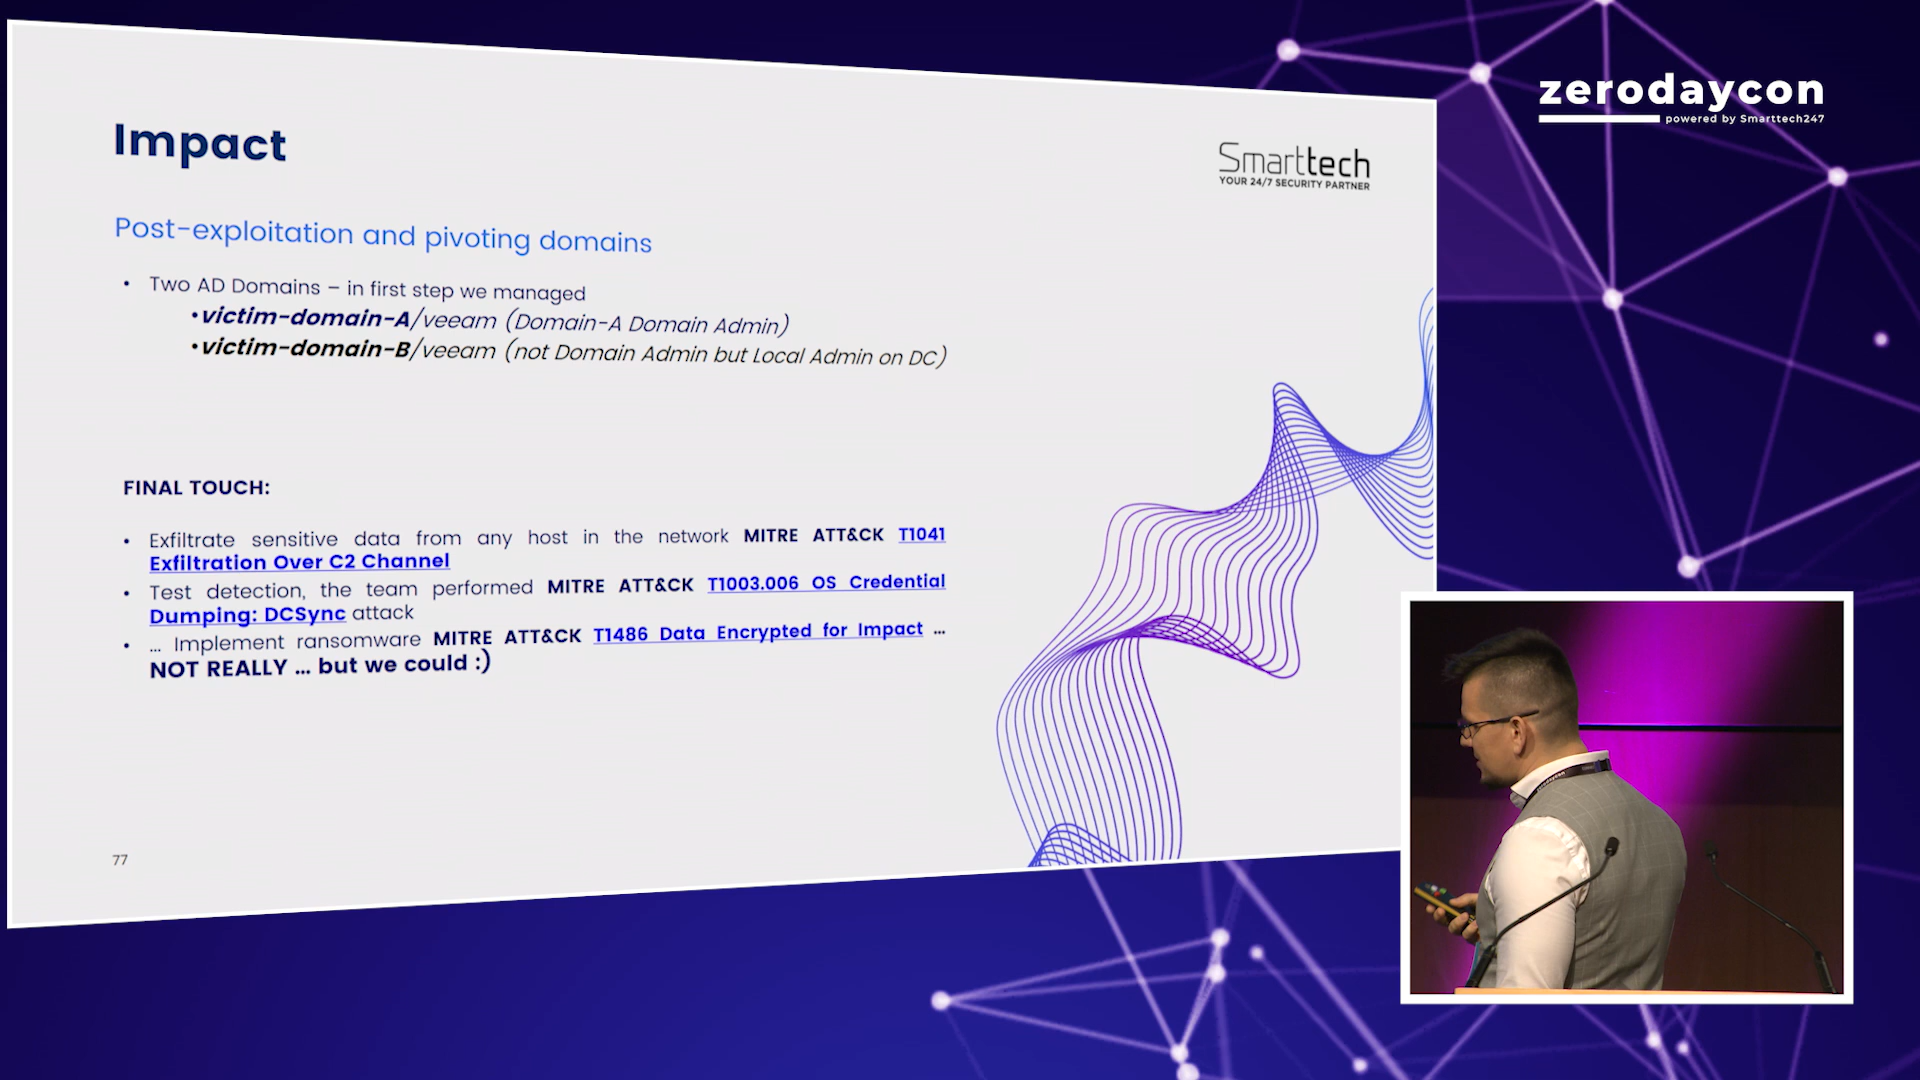 zerodaycon
powered by Smarttech247
Impact
Smarttech
YOUR 24/7 SECURITY PARTNER
Post-exploitation and pivoting domains
• Two AD Domains – in first step we managed
•victim-domain-A/veeam (Domain-A Domain Admin)
•victim-domain-B/veeam (not Domain Admin but Local Admin on DC)
FINAL TOUCH:
• Exfiltrate sensitive data from any host in the network MITRE ATT&CK T1041
Exfiltration Over C2 Channel
• Test detection, the team performed MITRE ATT&CK T1003.006 OS Credential
Dumping: DCSync attack
• ... Implement ransomware MITRE ATT&CK T1486 Data Encrypted for Impact ...
NOT REALLY ... but we could :)
77
zerodaycon